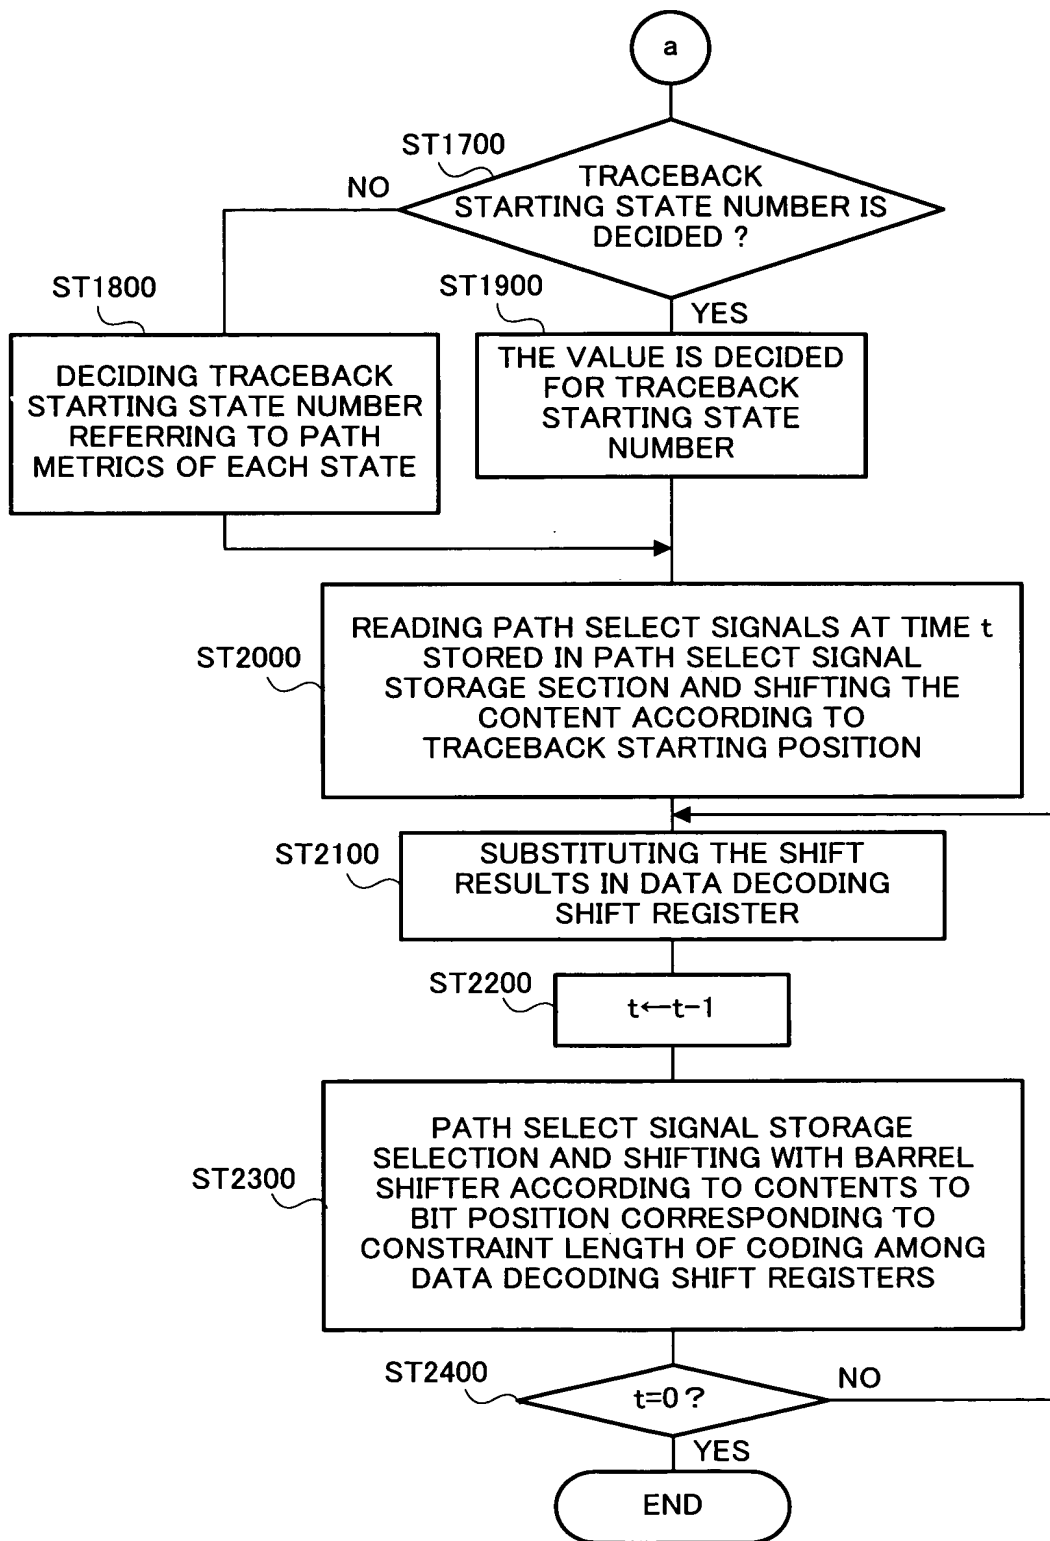 a
ST1700
TRACEBACK
STARTING STATE NUMBER IS
DECIDED ?
NO
YES
ST1800
DECIDING TRACEBACK
STARTING STATE NUMBER
REFERRING TO PATH
METRICS OF EACH STATE
ST1900
THE VALUE IS DECIDED
FOR TRACEBACK
STARTING STATE
NUMBER
ST2000
READING PATH SELECT SIGNALS AT TIME t
STORED IN PATH SELECT SIGNAL
STORAGE SECTION AND SHIFTING THE
CONTENT ACCORDING TO
TRACEBACK STARTING POSITION
ST2100
SUBSTITUTING THE SHIFT
RESULTS IN DATA DECODING
SHIFT REGISTER
ST2200
t←t-1
ST2300
PATH SELECT SIGNAL STORAGE
SELECTION AND SHIFTING WITH BARREL
SHIFTER ACCORDING TO CONTENTS TO
BIT POSITION CORRESPONDING TO
CONSTRAINT LENGTH OF CODING AMONG
DATA DECODING SHIFT REGISTERS
ST2400
t=0 ?
NO
YES
END